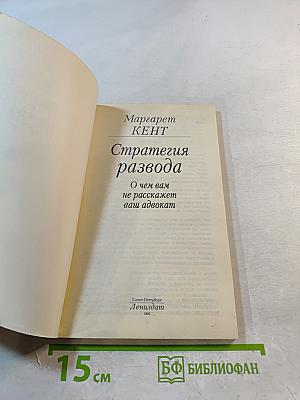 Маргарет
КЕНТ
Стратегия
развода
О чем вам
не расскажет
ваш адвокат
Санкт-Петербург
Лениздат
15 см
БФ БИБЛИОФАН